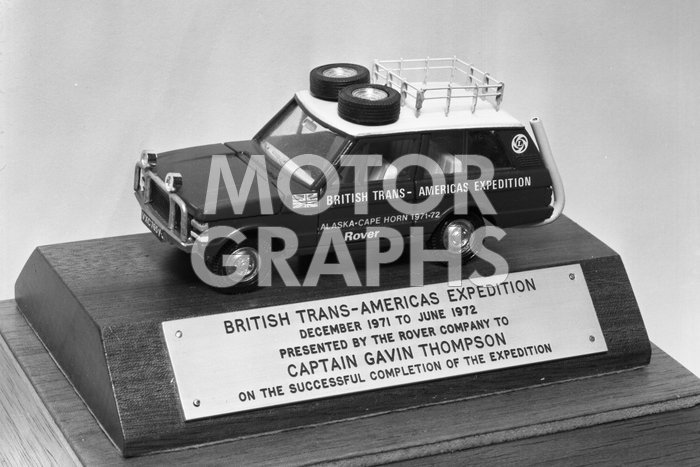 BRITISH TRANS-AMERICAS EXPEDITION
ALASKA-CAPE HORN 1971-72
Rover
MOTOR
GRAPHS
BRITISH TRANS-AMERICAS EXPEDITION
DECEMBER 1971 TO JUNE 1972
PRESENTED BY THE ROVER COMPANY TO
CAPTAIN GAVIN THOMPSON
ON THE SUCCESSFUL COMPLETION OF THE EXPEDITION